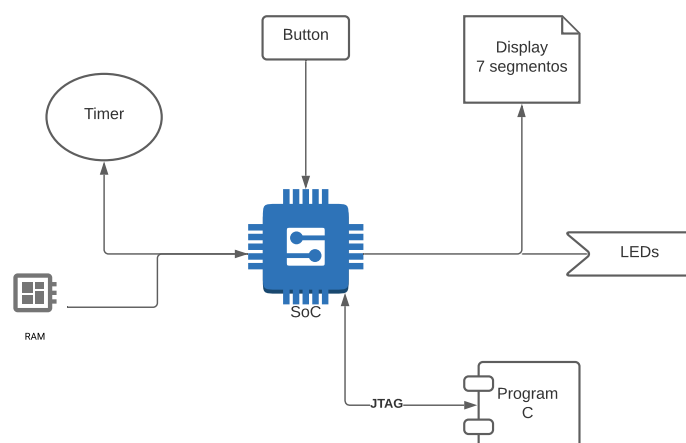 Button
Display
7 segmentos
Timer
LEDs
SoC
RAM
JTAG
Program
C